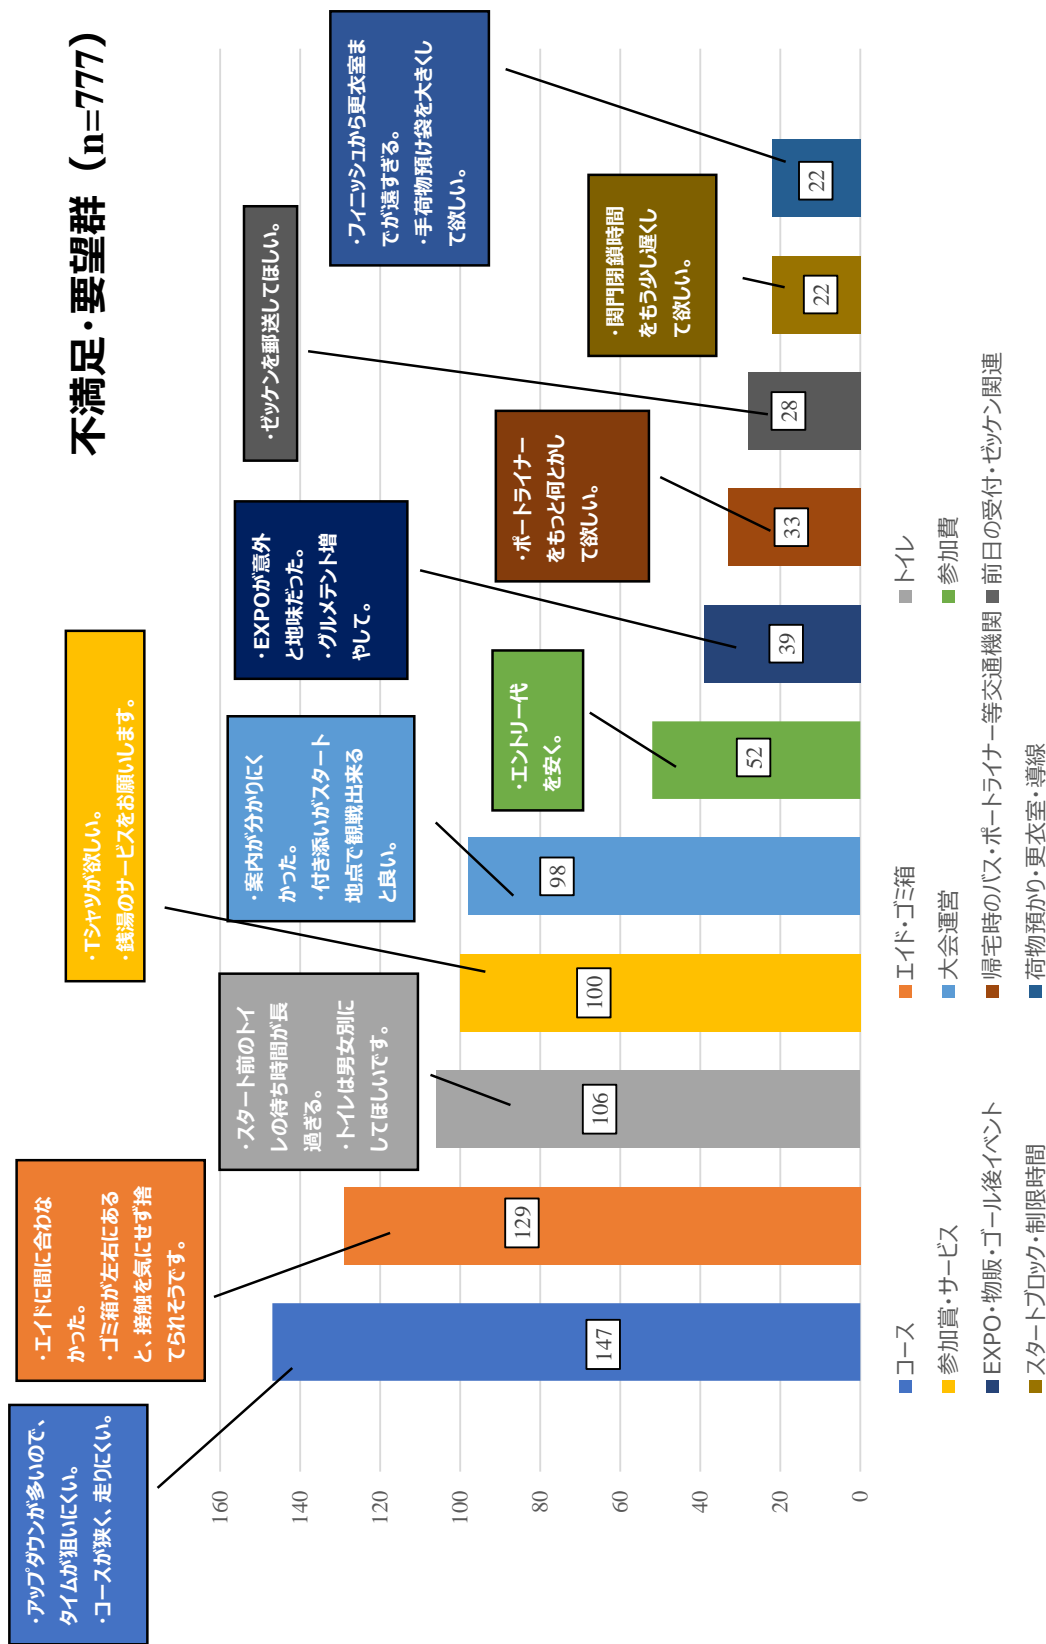 不満足・要望群（n=777）
・アップダウンが多いので、
タイムが狙いにくい。
・コースが狭く、走りにくい。
・エイドに間に合わな
かった。
・ゴミ箱が左右にある
と、接触を気にせず捨
てられそうです。
・スタート前のトイ
レの待ち時間が長
過ぎる。
・トイレは男女別に
してほしいです。
・Tシャツが欲しい。
・銭湯のサービスをお願いします。
・案内が分かりにく
かった。
・付き添いがスタート
地点で観戦出来る
と良い。
・エントリー代
を安く。
・EXPOが意外
と地味だった。
・グルメテント増
やして。
・ポートライナー
をもっと何とかし
て欲しい。
・ゼッケンを郵送してほしい。
・関門閉鎖時間
をもう少し遅くし
て欲しい。
・フィニッシュから更衣室ま
でが遠すぎる。
・手荷物預け袋を大きくし
て欲しい。
160
140
120
100
80
60
40
20
0
147
129
106
100
98
52
39
33
28
22
22
コース
エイド・ゴミ箱
トイレ
参加賞・サービス
大会運営
参加費
EXPO・物販・ゴール後イベント
帰宅時のバス・ポートライナー等交通機関
前日の受付・ゼッケン関連
スタートブロック・制限時間
荷物預かり・更衣室・導線